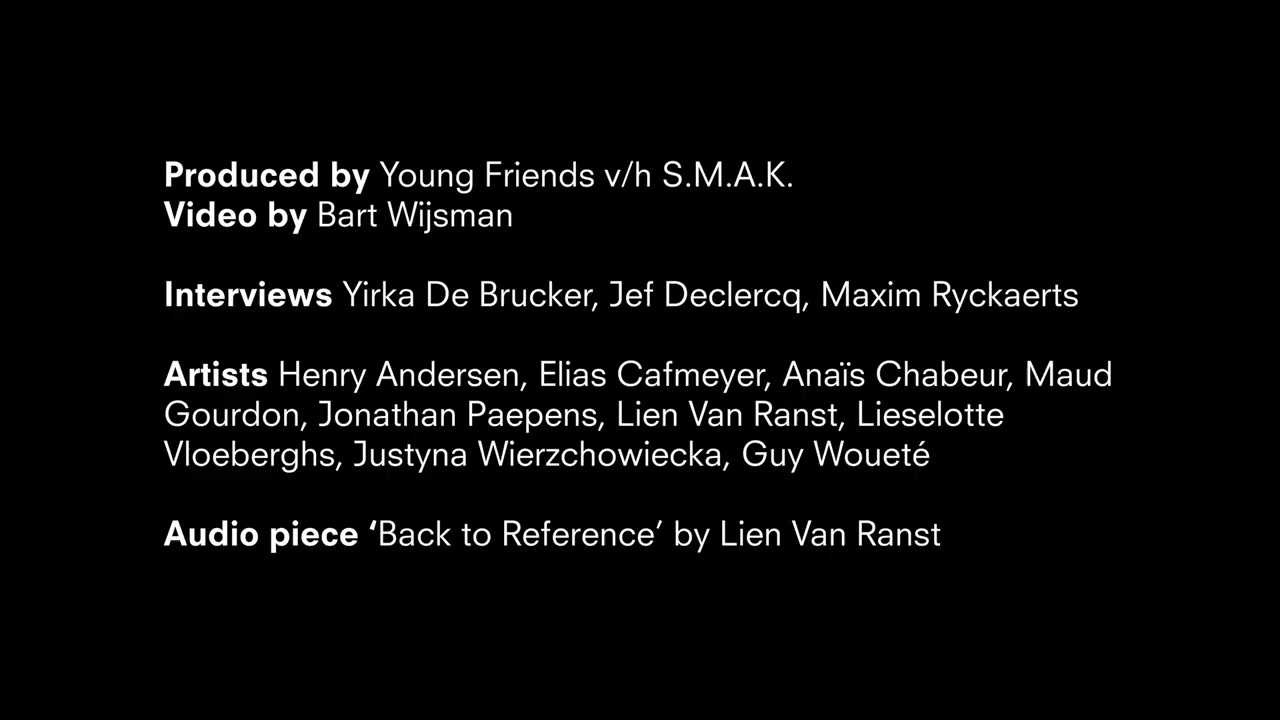 Produced by Young Friends v/h S.M.A.K.
Video by Bart Wijsman
Interviews Yirka De Brucker, Jef Declercq, Maxim Ryckaerts
Artists Henry Andersen, Elias Cafmeyer, Anaïs Chabeur, Maud
Gourdon, Jonathan Paepens, Lien Van Ranst, Lieselotte
Vloeberghs, Justyna Wierzchowiecka, Guy Woueté
Audio piece ‘Back to Reference’ by Lien Van Ranst